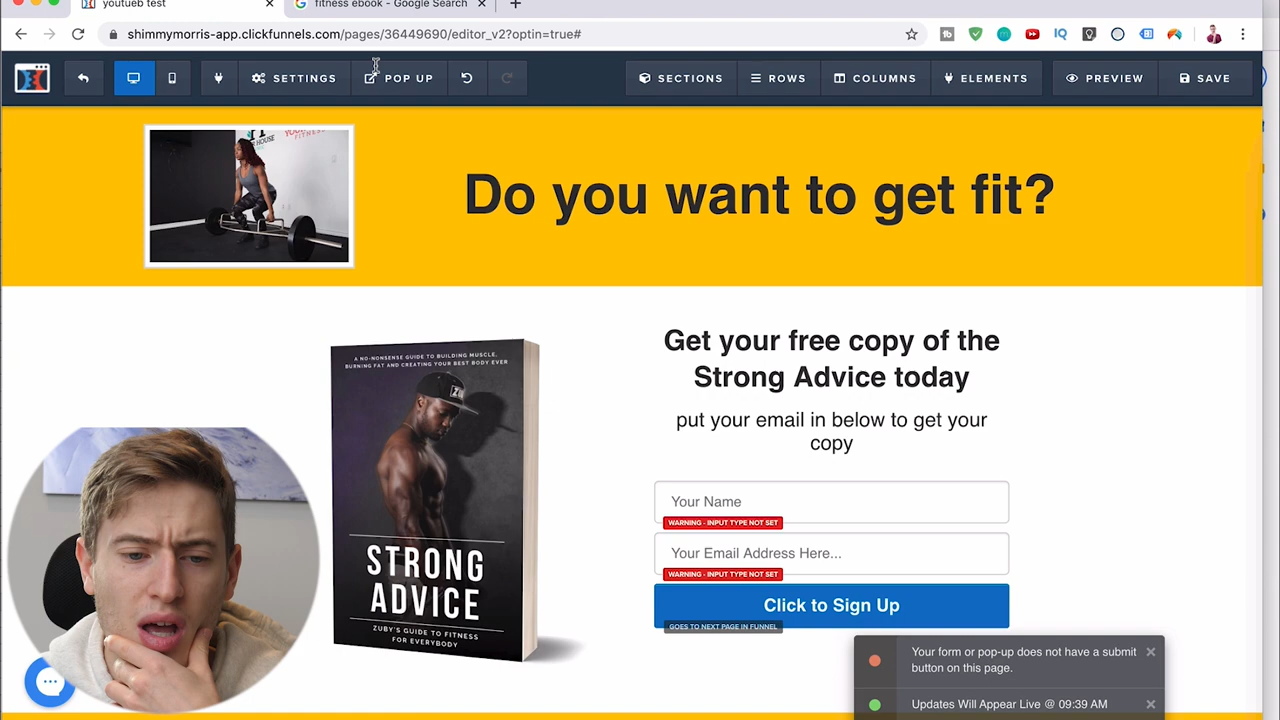 youtueb test
fitness ebook - Google Search
shimmymorris-app.clickfunnels.com/pages/36449690/editor_v2?optin=true#
IQ
SETTINGS
POP UP
SECTIONS
ROWS
COLUMNS
ELEMENTS
PREVIEW
SAVE
Do you want to get fit?
A NO-NONSENSE GUIDE TO BUILDING MUSCLE,
BURNING FAT AND CREATING YOUR BEST BODY EVER
STRONG
ADVICE
ZUBY'S GUIDE TO FITNESS
FOR EVERYBODY
Get your free copy of the
Strong Advice today
put your email in below to get your
copy
Your Name
WARNING - INPUT TYPE NOT SET
Your Email Address Here...
WARNING - INPUT TYPE NOT SET
Click to Sign Up
GOES TO NEXT PAGE IN FUNNEL
Your form or pop-up does not have a submit
button on this page.
Updates Will Appear Live @ 09:39 AM